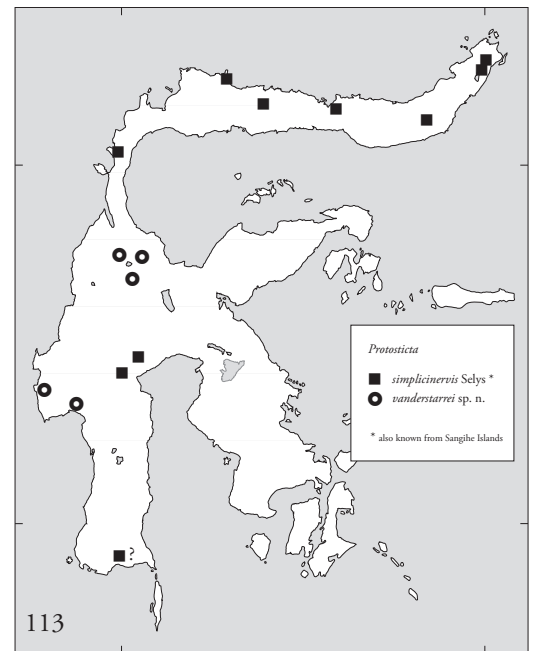 ?
Protosticta
simplicinervis Selys *
vanderstarrei sp. n.
* also known from Sangihe Islands
113